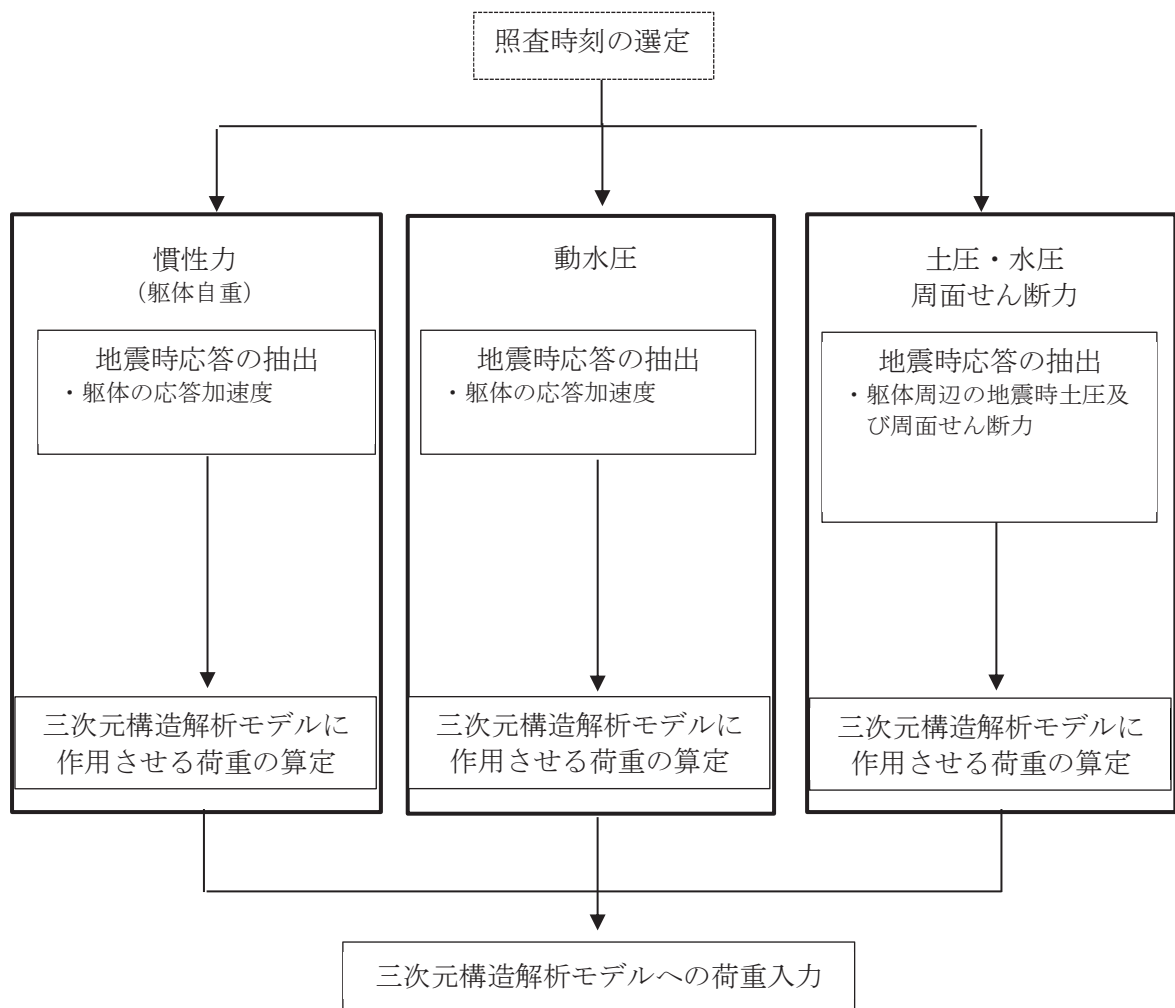 照査時刻の選定
慣性力
（躯体自重）
地震時応答の抽出
・躯体の応答加速度
三次元構造解析モデルに
作用させる荷重の算定
動水圧
地震時応答の抽出
・躯体の応答加速度
三次元構造解析モデルに
作用させる荷重の算定
土圧・水圧
周面せん断力
地震時応答の抽出
・躯体周辺の地震時土圧及
び周面せん断力
三次元構造解析モデルに
作用させる荷重の算定
三次元構造解析モデルへの荷重入力